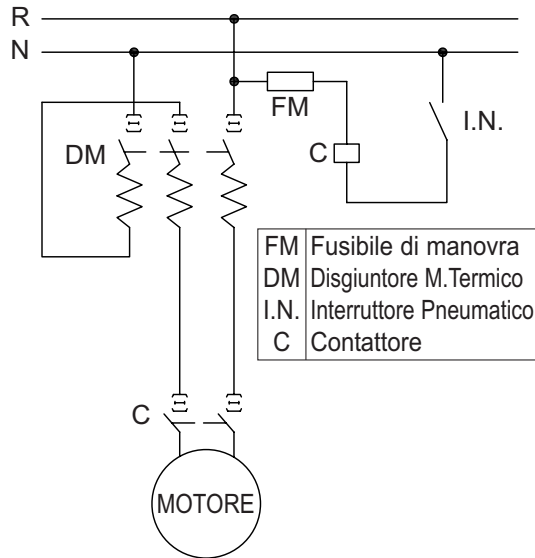 R
N
FM
I.N.
DM
C
FM Fusibile di manovra
DM Disgiuntore M.Termico
I.N. Interruttore Pneumatico
C Contattore
C
MOTORE